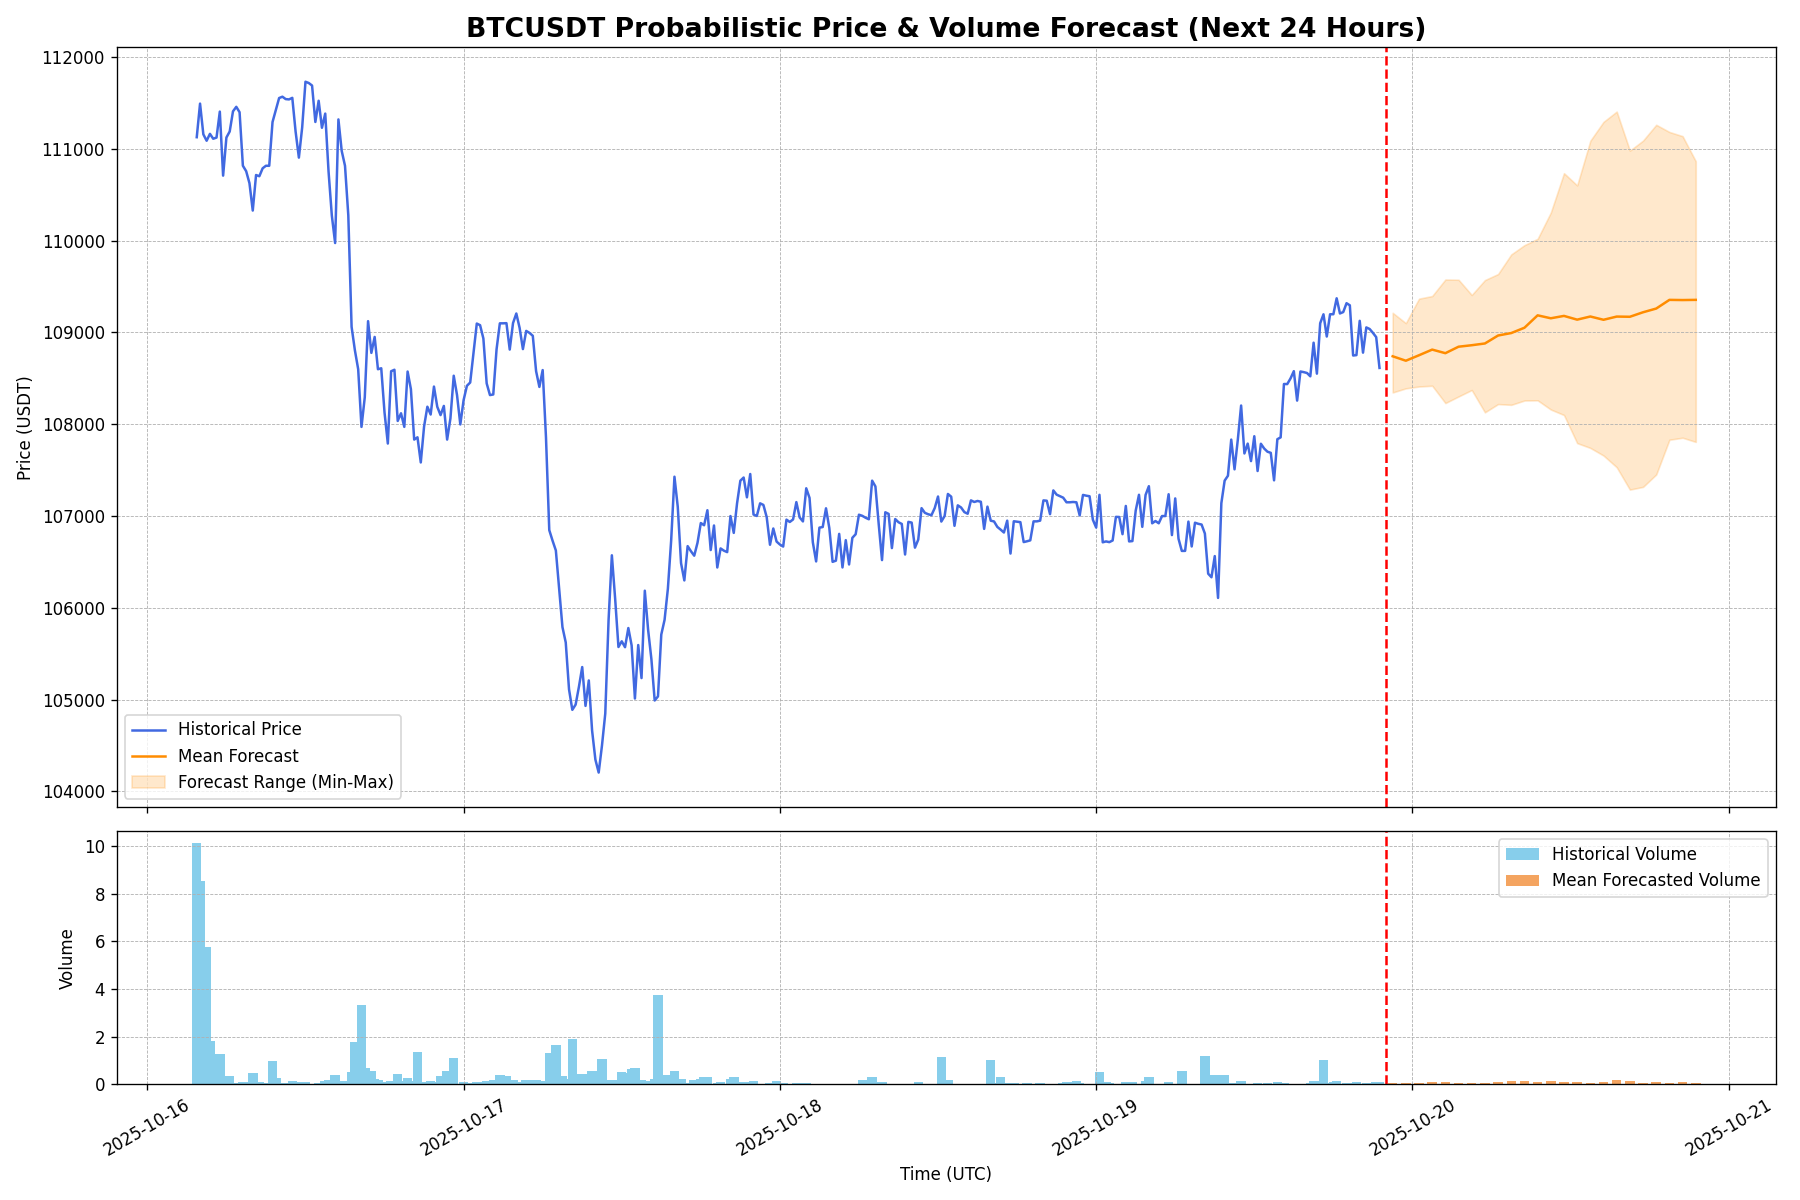 BTCUSDT Probabilistic Price & Volume Forecast (Next 24 Hours)
112000
111000
110000
109000
108000
107000
106000
105000
104000
Price (USDT)
Historical Price
Mean Forecast
Forecast Range (Min-Max)
10
8
6
4
2
0
Volume
Historical Volume
Mean Forecasted Volume
2025-10-16
2025-10-17
2025-10-18
2025-10-19
2025-10-20
2025-10-21
Time (UTC)